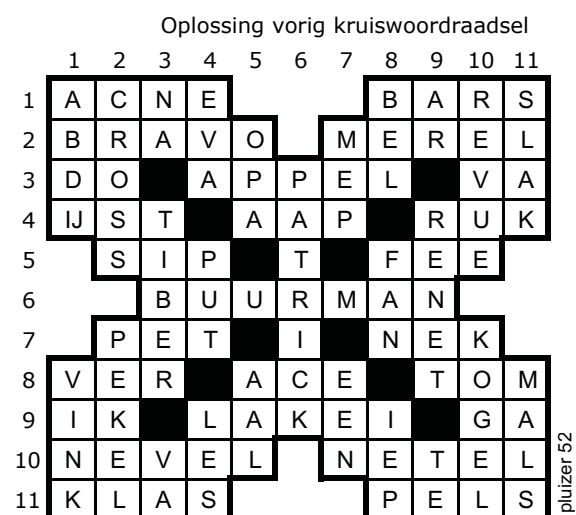 Oplossing vorig kruiswoordraadsel
1 2 3 4 5 6 7 8 9 10 11
1 A C N E B A R S
2 B R A V O M E R E L
3 D O A P P E L V A
4 IJ S T A A P R U K
5 S I P T F E E
6 B U U R M A N
7 P E T I N E K
8 V E R A C E T O M
9 I K L A K E I G A
10 N E V E L N E T E L
11 K L A S P E L S
pluizer 52